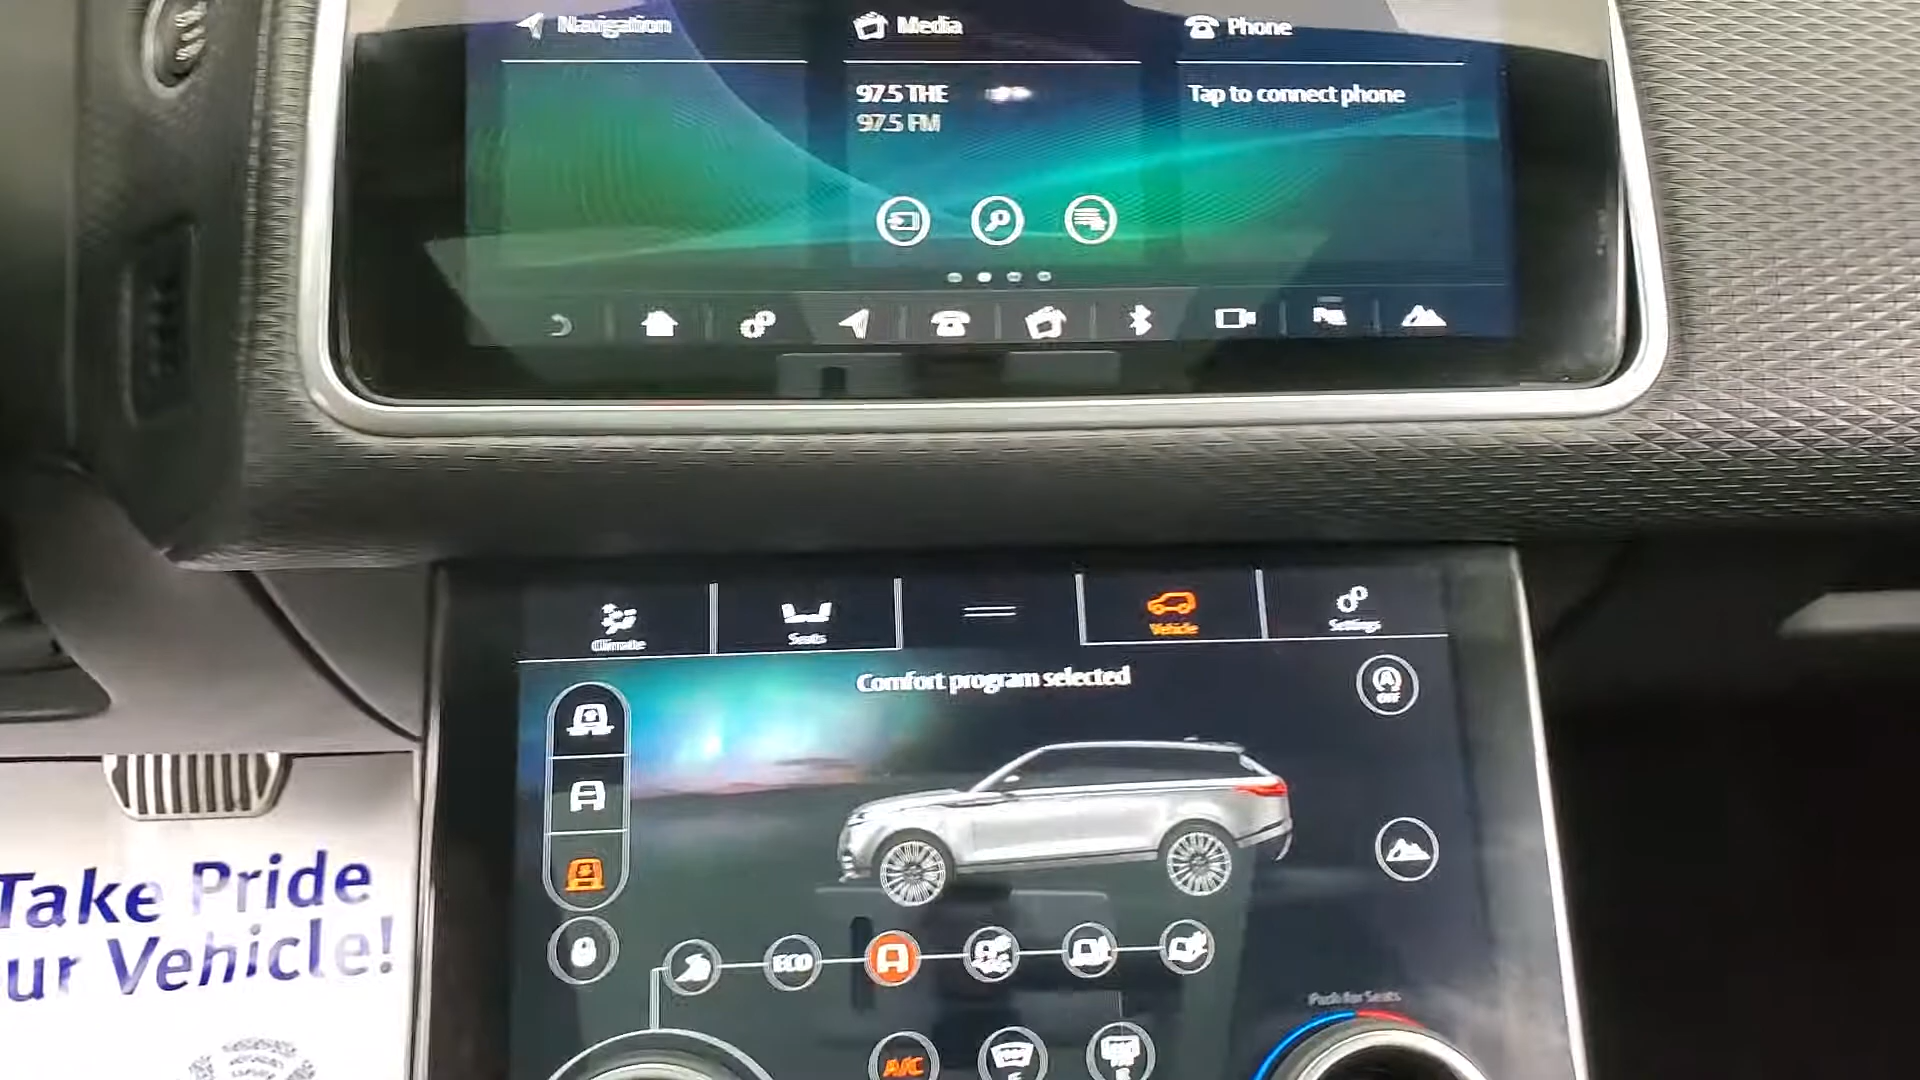 Navigation
Media
Phone
97.5 THE
97.5 FM
Tap to connect phone
Climate
Seats
Vehicle
Settings
Comfort program selected
OFF
ECO
Take Pride
ur Vehicle!
Push for Seats
A/C